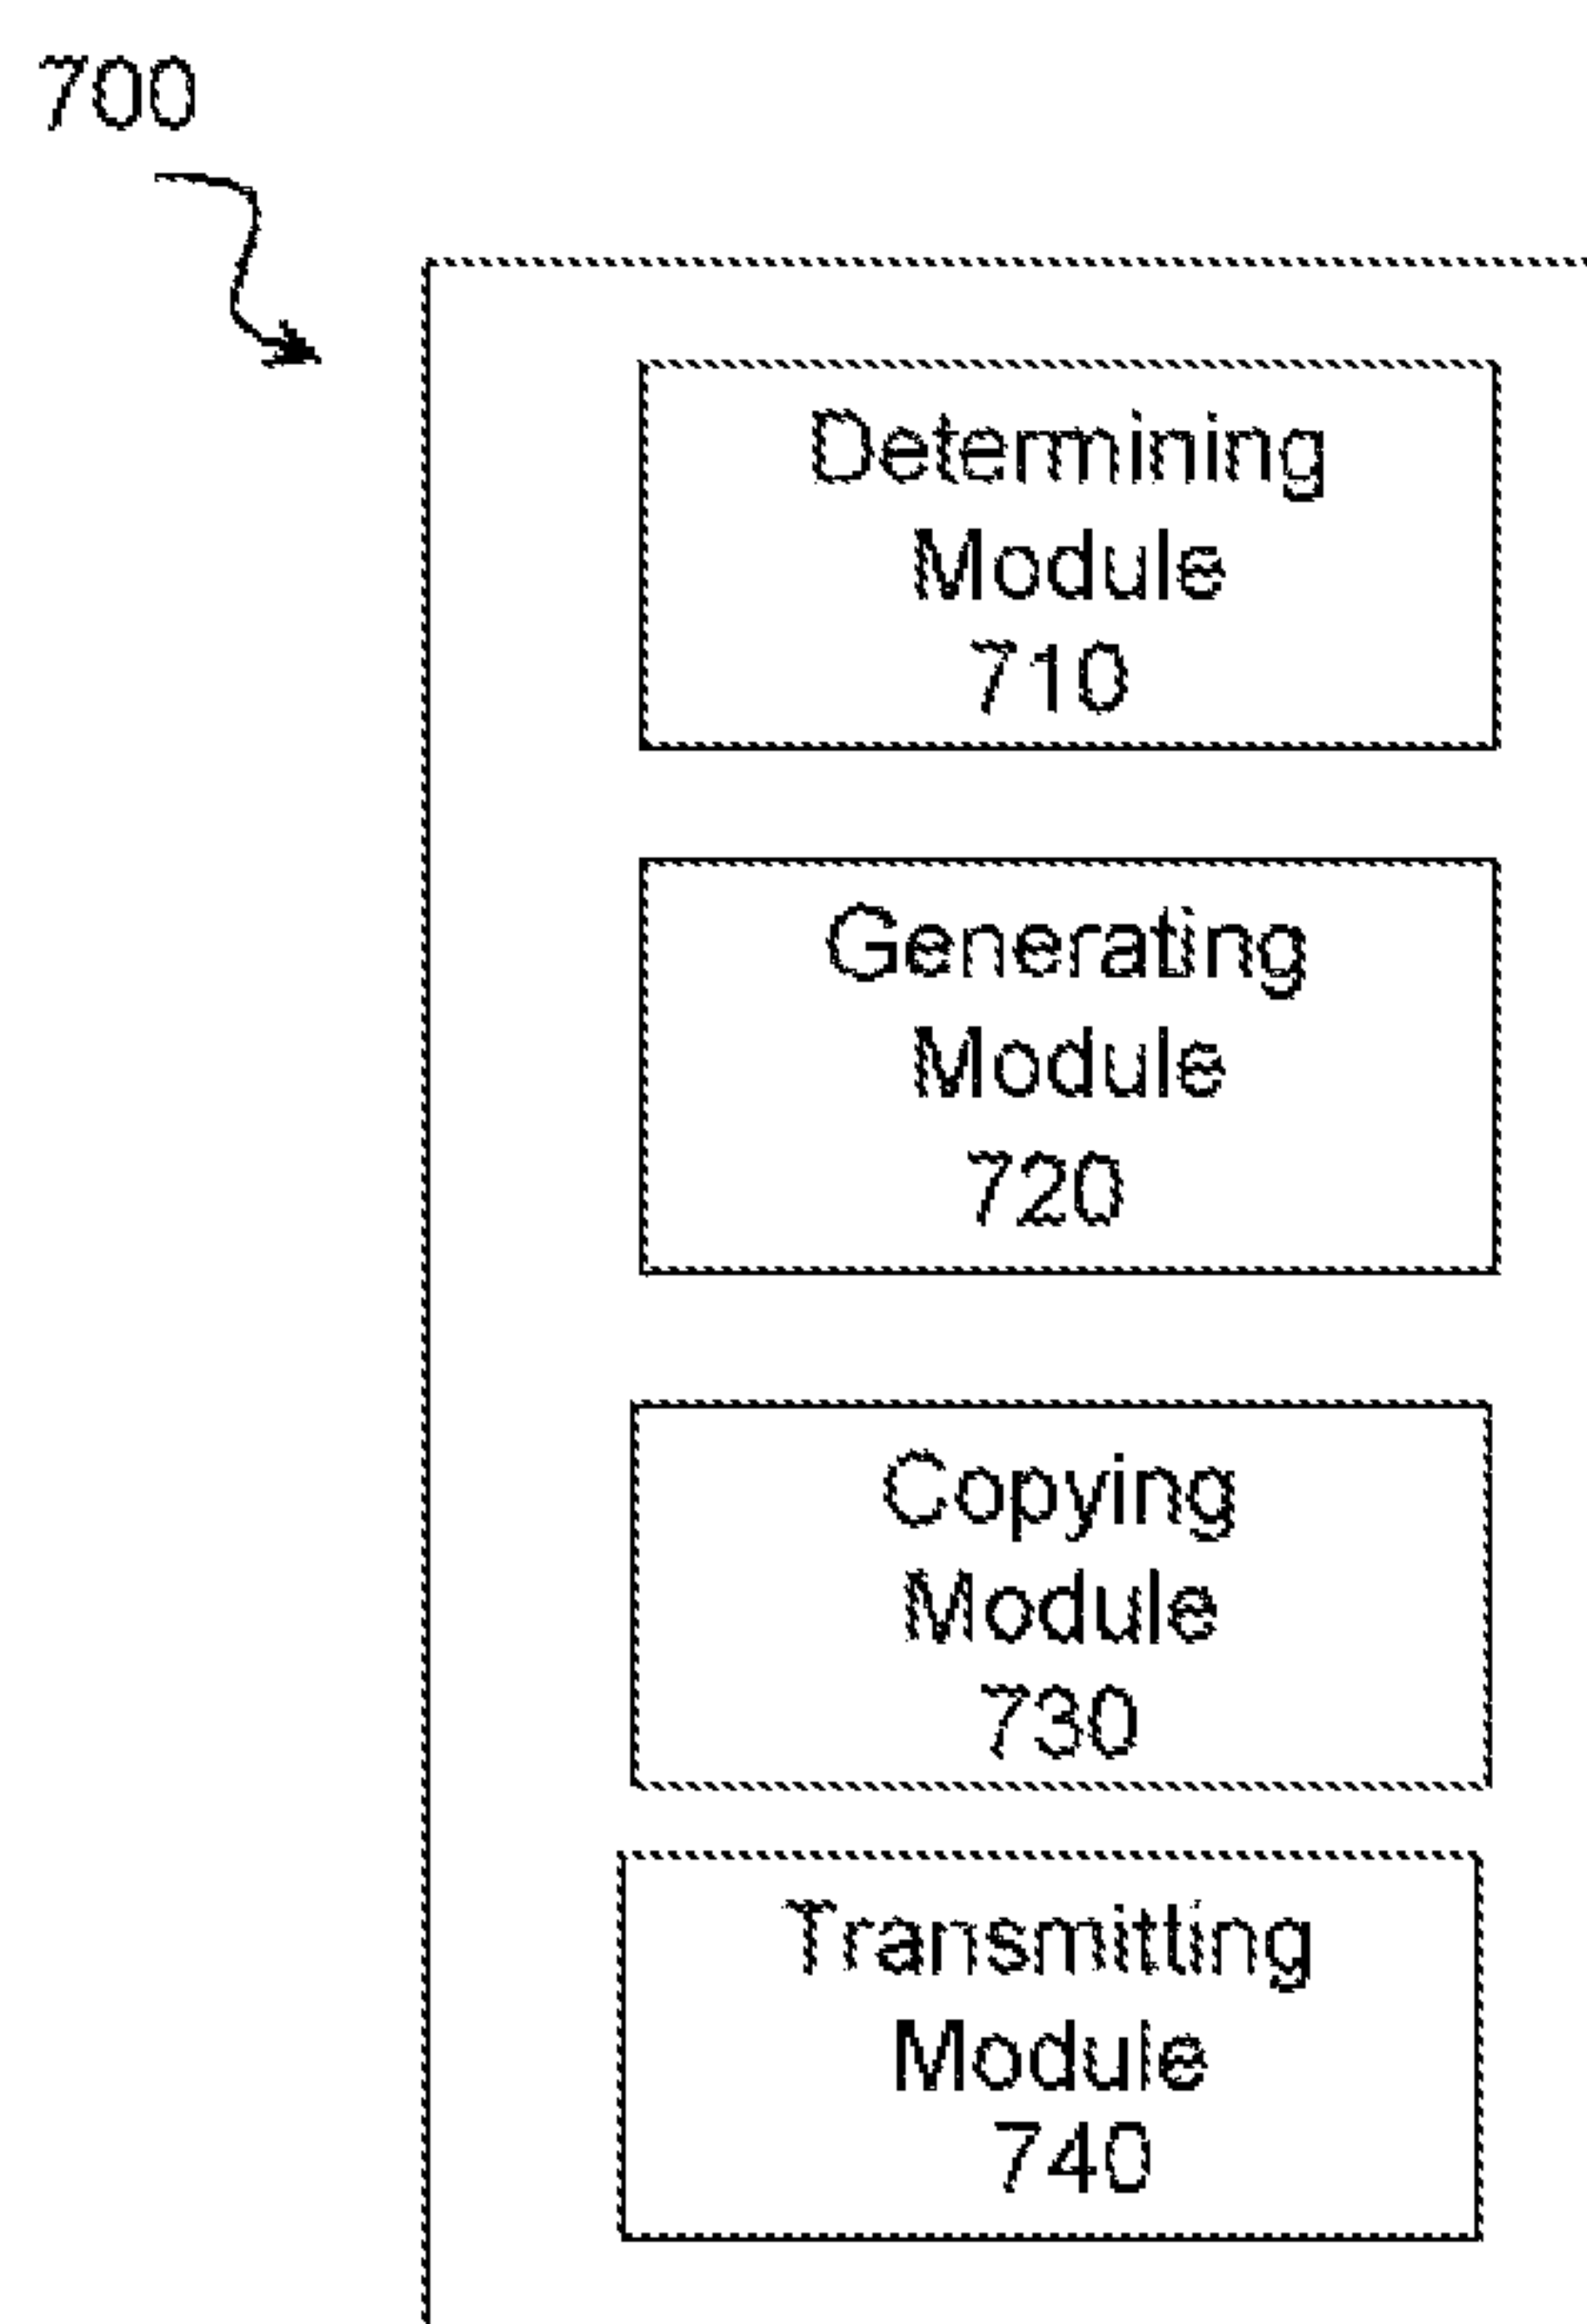 700
Determining
Module
710
Generating
Module
720
Copying
Module
730
Transmitting
Module
740